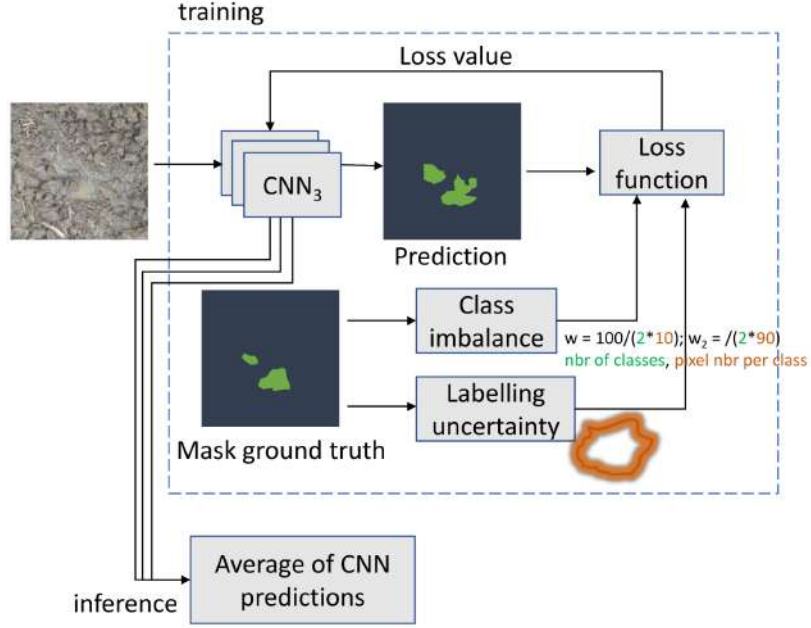 training
Loss value
CNN₃
Loss
function
Prediction
Class
imbalance
w = 100/(2*10); w₂ = /(2*90)
nbr of classes, pixel nbr per class
Labelling
uncertainty
Mask ground truth
Average of CNN
predictions
inference